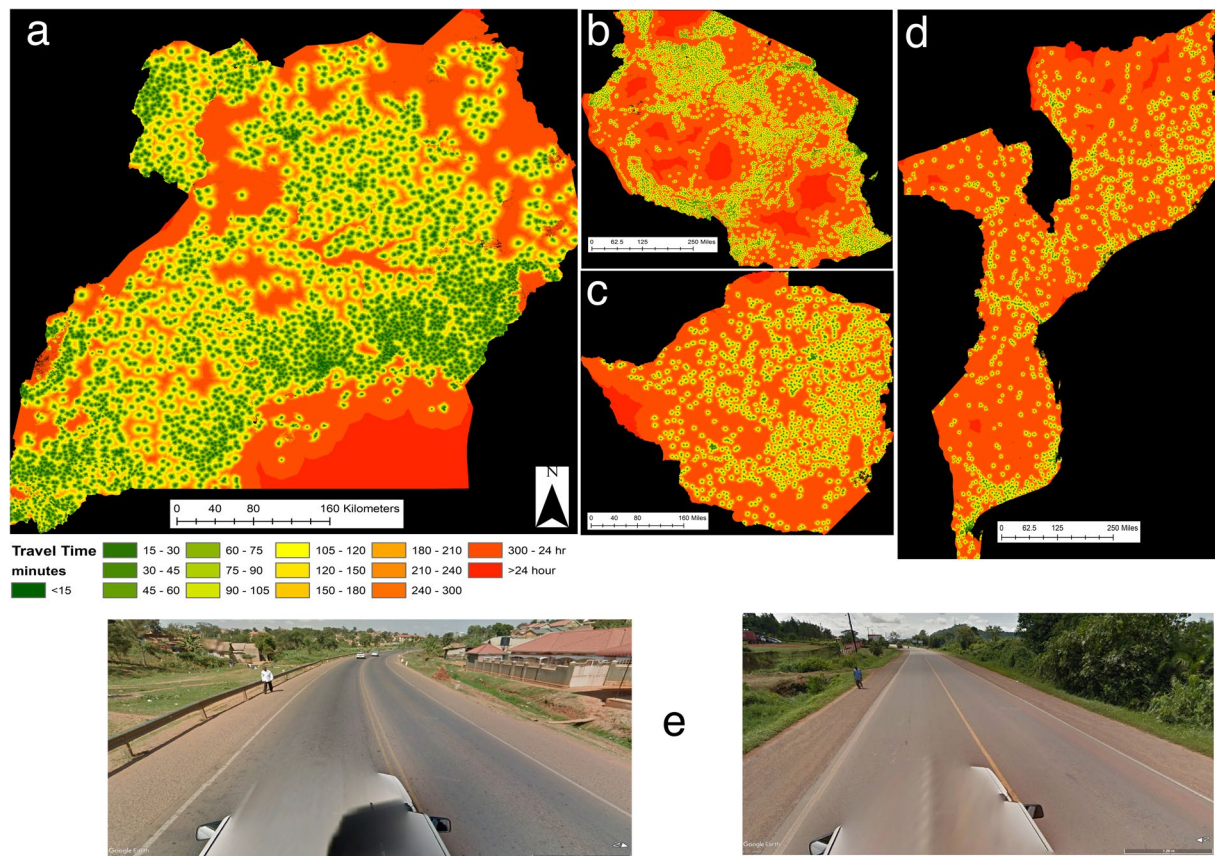 a
b
c
d
0 62.5 125 250 Miles
0 40 80 160 Miles
0 62.5 125 250 Miles
N
0 40 80 160 Kilometers
Travel Time
minutes
<15
15 - 30
30 - 45
45 - 60
60 - 75
75 - 90
90 - 105
105 - 120
120 - 150
150 - 180
180 - 210
210 - 240
240 - 300
300 - 24 hr
>24 hour
e
Google Earth
Google Earth